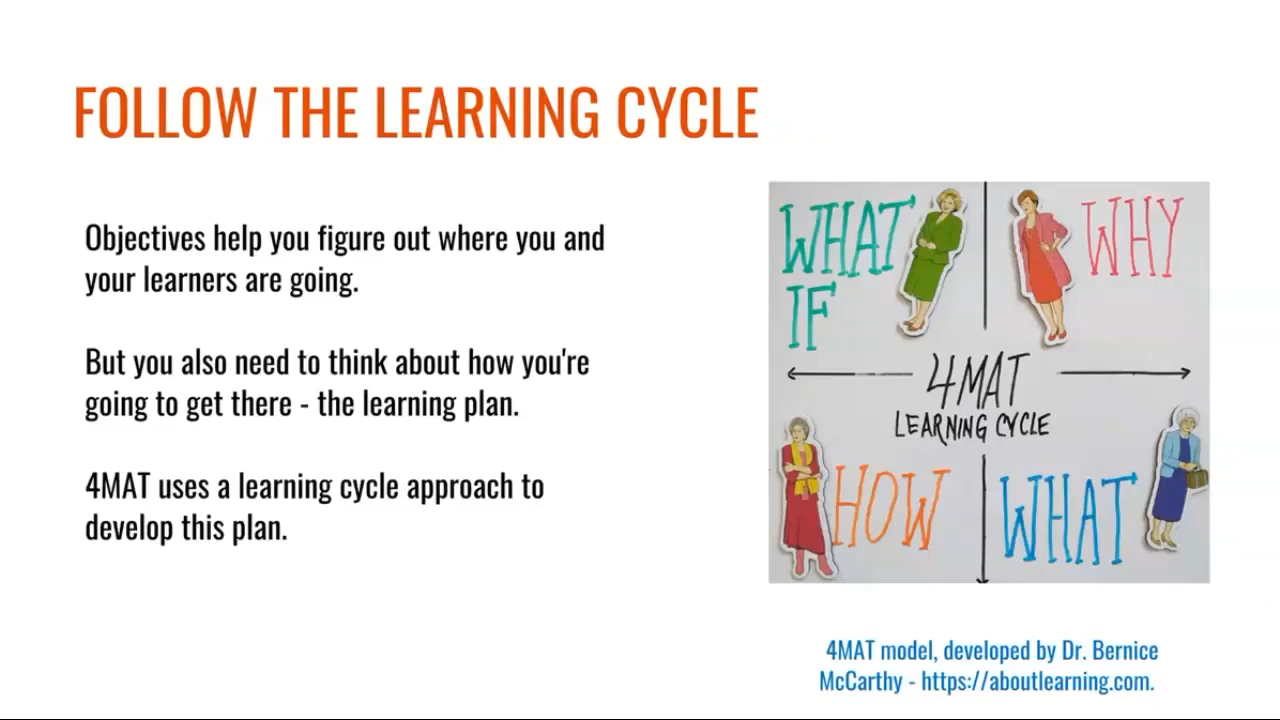 FOLLOW THE LEARNING CYCLE
Objectives help you figure out where you and
your learners are going.
But you also need to think about how you're
going to get there - the learning plan.
4MAT uses a learning cycle approach to
develop this plan.
WHAT
IF
WHY
4MAT
LEARNING CYCLE
HOW
WHAT
4MAT model, developed by Dr. Bernice
McCarthy - https://aboutlearning.com.